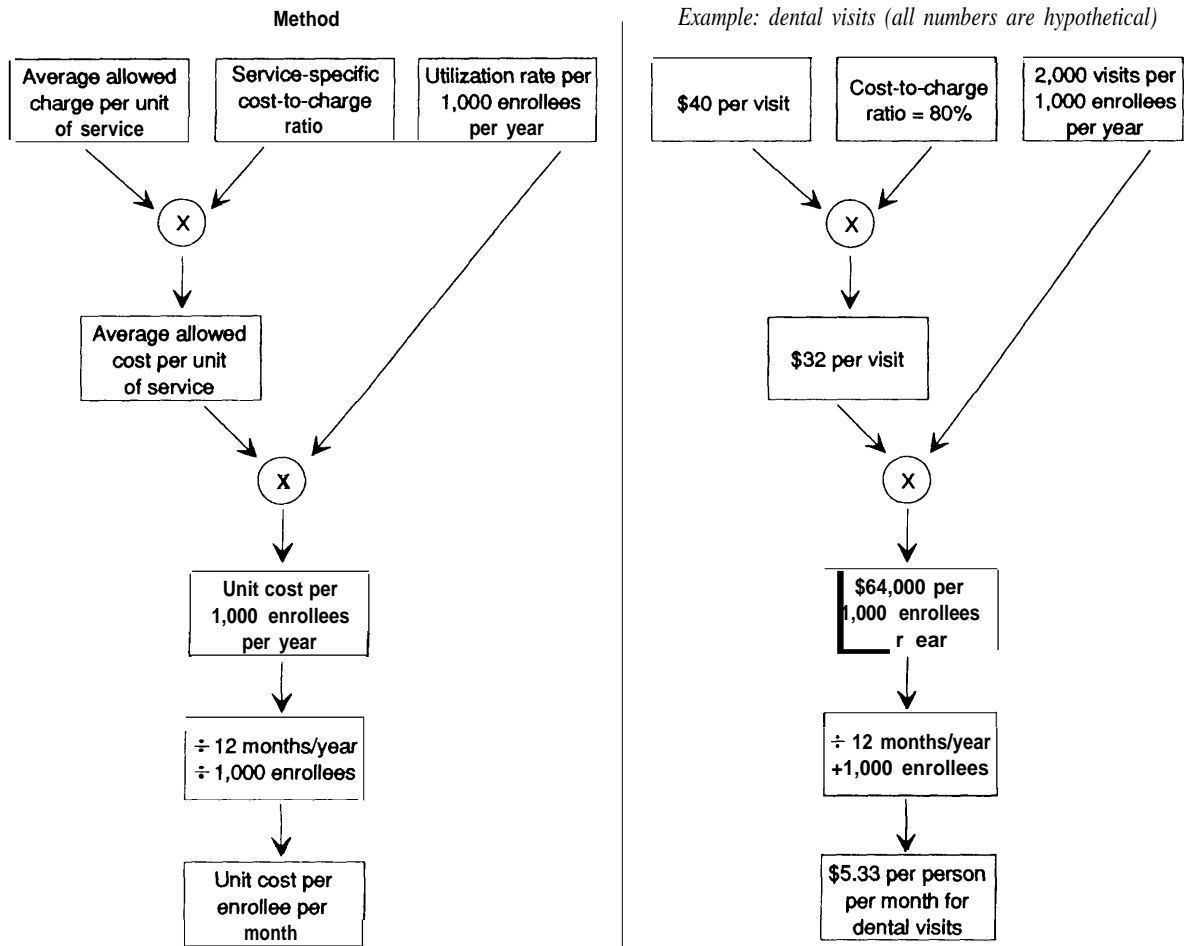 Method
Average allowed
charge per unit
of service
Service-specific
cost-to-charge
ratio
Utilization rate per
1,000 enrollees
per year
X
Average allowed
cost per unit
of service
X
Unit cost per
1,000 enrollees
per year
÷ 12 months/year
÷ 1,000 enrollees
Unit cost per
enrollee per
month
Example: dental visits (all numbers are hypothetical)
$40 per visit
Cost-to-charge
ratio = 80%
2,000 visits per
1,000 enrollees
per year
X
$32 per visit
X
$64,000 per
1,000 enrollees
r ear
÷ 12 months/year
+1,000 enrollees
$5.33 per person
per month for
dental visits